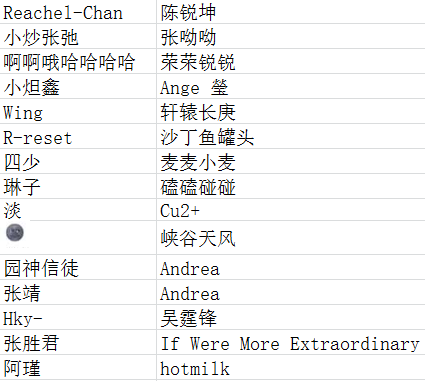 Reachel-Chan 陈锐坤
小炒张弛 张呦呦
啊啊哦哈哈哈哈 荣荣锐锐
小怛鑫 Ange 瑩
Wing 轩辕长庚
R-reset 沙丁鱼罐头
四少 麦麦小麦
琳子 磕磕碰碰
淡 Cu2+
峡谷天风
园神信徒 Andrea
张靖 Andrea
Hky- 吴霆锋
张胜君 If Were More Extraordinary
阿瑾 hotmilk